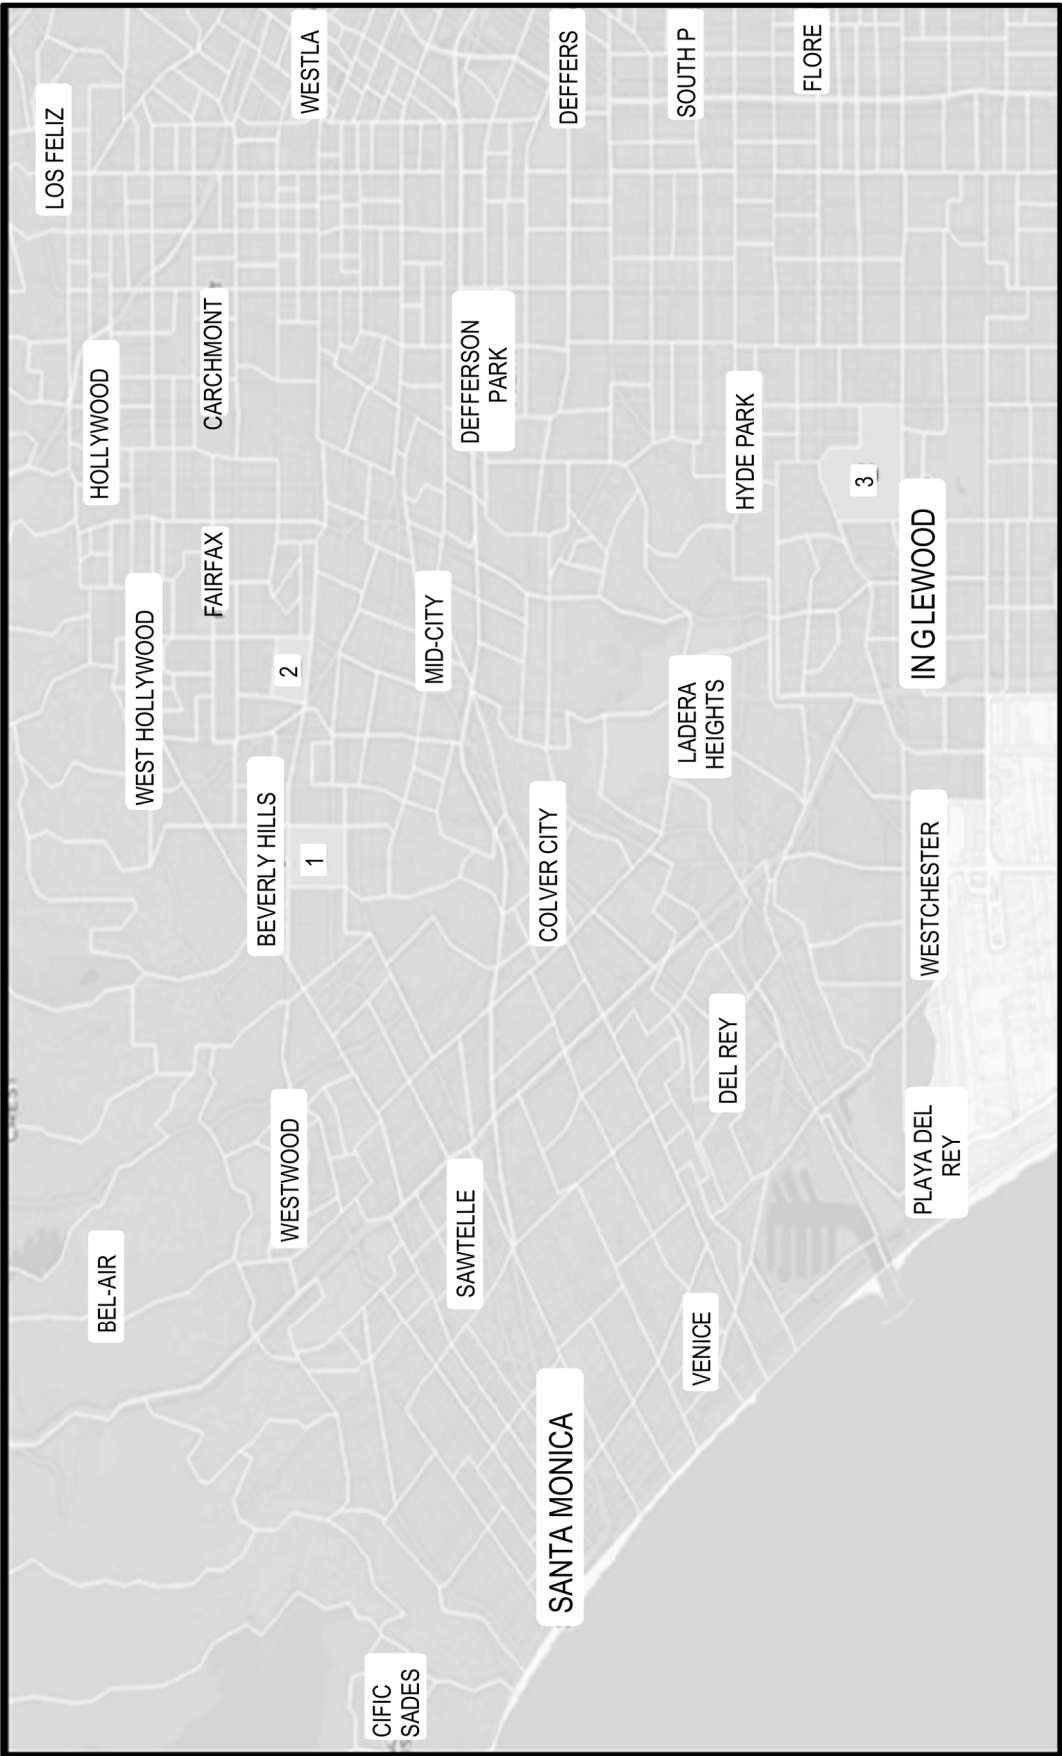 LOS FELIZ
BEL-AIR
HOLLYWOOD
WEST HOLLYWOOD
FAIRFAX
CARCHMONT
BEVERLY HILLS
WESTWOOD
2
1
WESTLA
CIFIC
SADES
MID-CITY
SAWTELLE
DEFFERSON
PARK
SANTA MONICA
COLVER CITY
DEFFERS
VENICE
LADERA
HEIGHTS
SOUTH P
DEL REY
HYDE PARK
FLORE
3
PLAYA DEL
REY
WESTCHESTER
INGLEWOOD